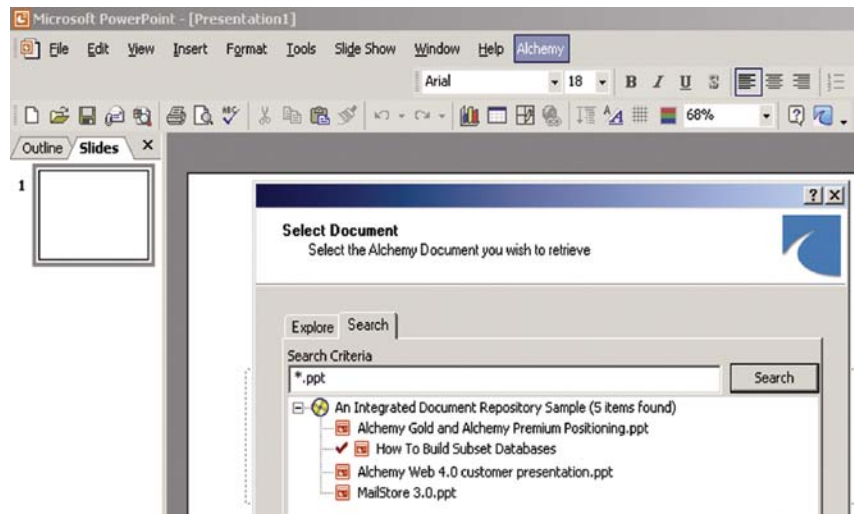 Microsoft PowerPoint - [Presentation1]
File Edit View Insert Format Tools Slide Show Window Help Alchemy
Arial 18 B I U S
ABC A 68%
Outline Slides
1
Select Document
Select the Alchemy Document you wish to retrieve
Explore Search
Search Criteria
*.ppt Search
An Integrated Document Repository Sample (5 items found)
Alchemy Gold and Alchemy Premium Positioning.ppt
How To Build Subset Databases
Alchemy Web 4.0 customer presentation.ppt
MailStore 3.0.ppt